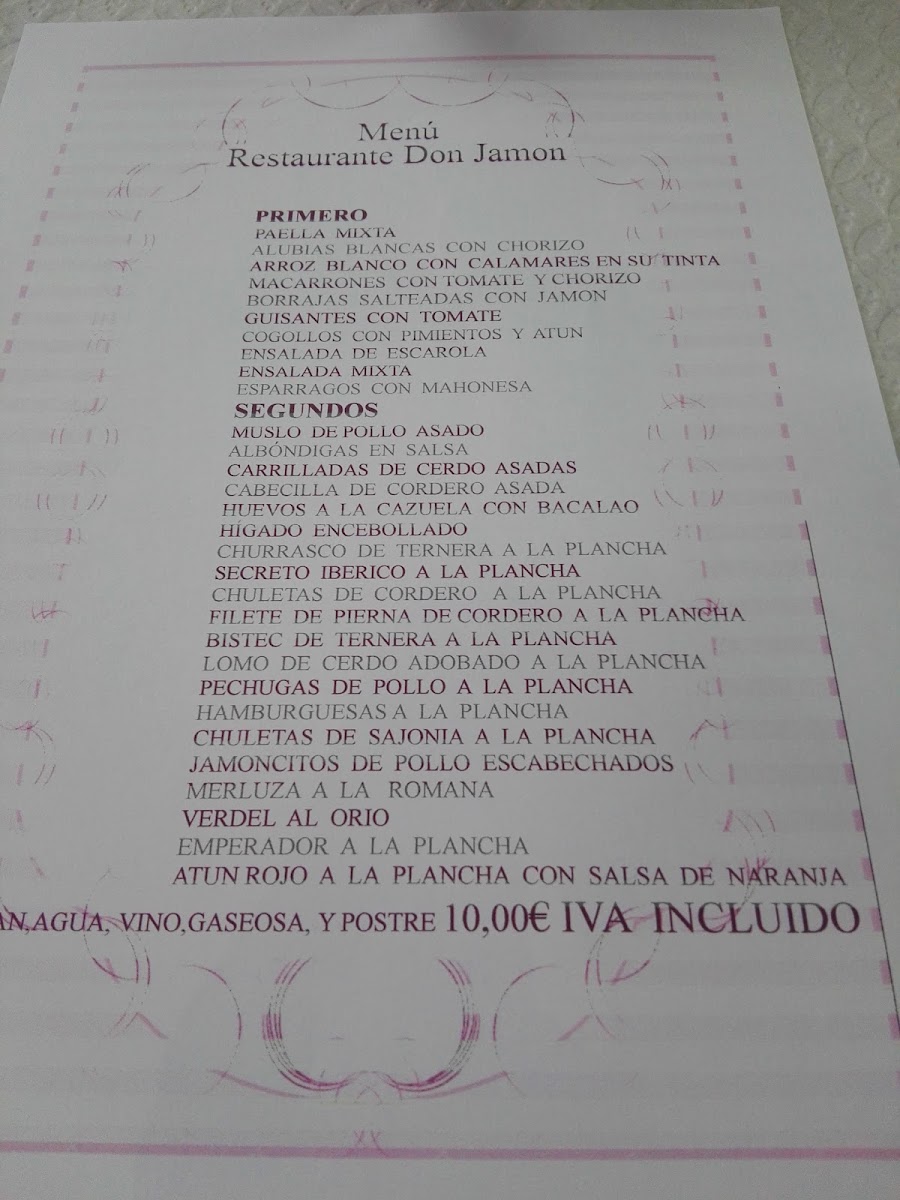 Menú
Restaurante Don Jamon
PRIMERO
PAELLA MIXTA
ALUBIAS BLANCAS CON CHORIZO
ARROZ BLANCO CON CALAMARES EN SU TINTA
MACARRONES CON TOMATE Y CHORIZO
BORRAJAS SALTEADAS CON JAMON
GUISANTES CON TOMATE
COGOLLOS CON PIMIENTOS Y ATUN
ENSALADA DE ESCAROLA
ENSALADA MIXTA
ESPARRAGOS CON MAHONESA
SEGUNDOS
MUSLO DE POLLO ASADO
ALBÓNDIGAS EN SALSA
CARRILLADAS DE CERDO ASADAS
CABECILLA DE CORDERO ASADA
HUEVOS A LA CAZUELA CON BACALAO
HÍGADO ENCEBOLLADO
CHURRASCO DE TERNERA A LA PLANCHA
SECRETO IBERICO A LA PLANCHA
CHULETAS DE CORDERO A LA PLANCHA
FILETE DE PIERNA DE CORDERO A LA PLANCHA
BISTEC DE TERNERA A LA PLANCHA
LOMO DE CERDO ADOBADO A LA PLANCHA
PECHUGAS DE POLLO A LA PLANCHA
HAMBURGUESAS A LA PLANCHA
CHULETAS DE SAJONIA A LA PLANCHA
JAMONCITOS DE POLLO ESCABECHADOS
MERLUZA A LA ROMANA
VERDEL AL ORIO
EMPERADOR A LA PLANCHA
ATUN ROJO A LA PLANCHA CON SALSA DE NARANJA
AN,AGUA, VINO,GASEOSA, Y POSTRE 10,00€ IVA INCLUIDO